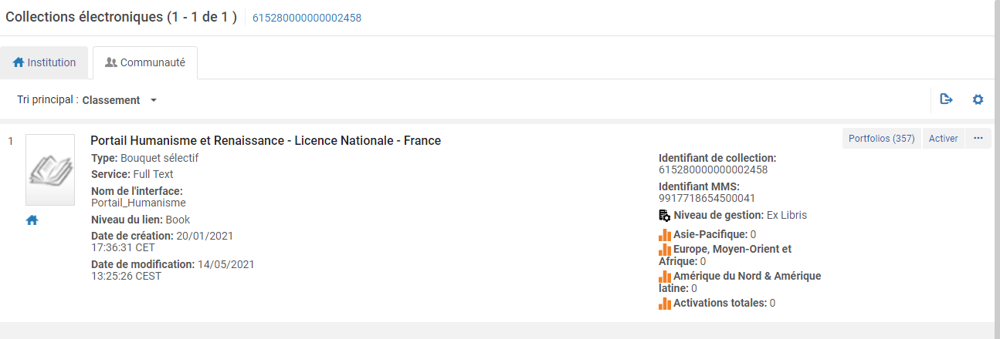 Collections électroniques (1 - 1 de 1 ) 615280000000002458
Institution Communauté
Tri principal : Classement
1 Portail Humanisme et Renaissance - Licence Nationale - France Portfolios (357) Activer ...
Type: Bouquet sélectif
Service: Full Text
Nom de l'interface:
Portail_Humanisme
Niveau du lien: Book
Date de création: 20/01/2021
17:36:31 CET
Date de modification: 14/05/2021
13:25:26 CEST
Identifiant de collection:
615280000000002458
Identifiant MMS:
9917718654500041
Niveau de gestion: Ex Libris
Asie-Pacifique: 0
Europe, Moyen-Orient et
Afrique: 0
Amérique du Nord & Amérique
latine: 0
Activations totales: 0